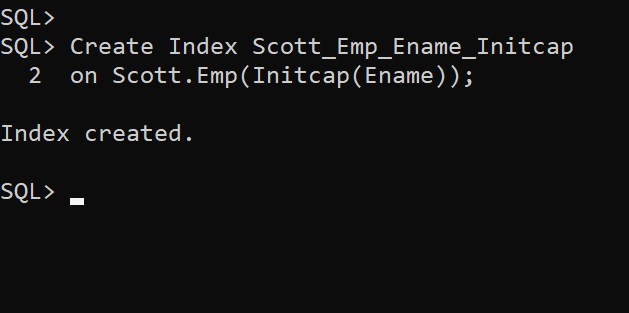 SQL>
SQL> Create Index Scott_Emp_Ename_Initcap
  2  on Scott.Emp(Initcap(Ename));
Index created.
SQL>